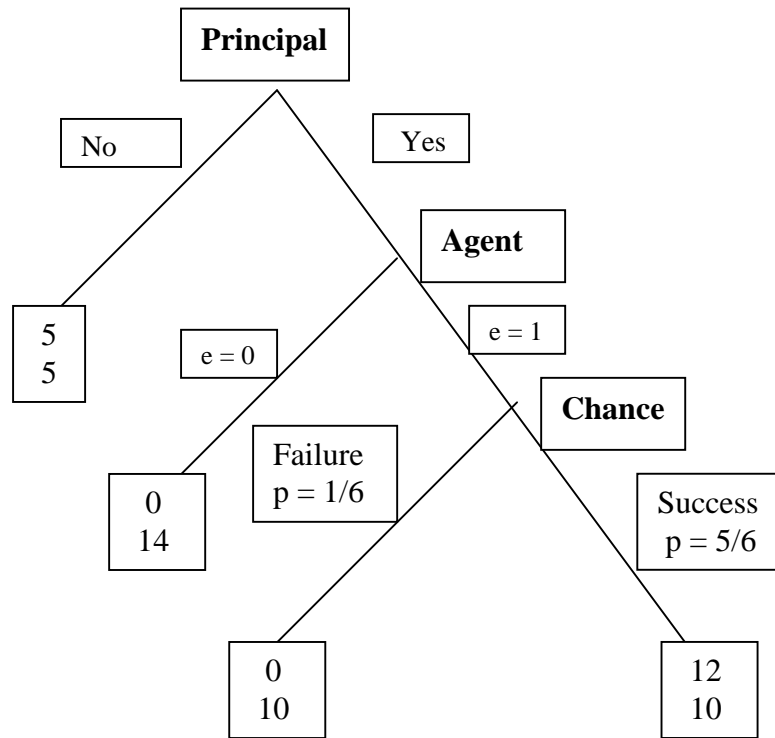 Principal
No
Yes
Agent
5
5
e = 0
e = 1
Chance
Failure
p = 1/6
0
14
Success
p = 5/6
0
10
12
10